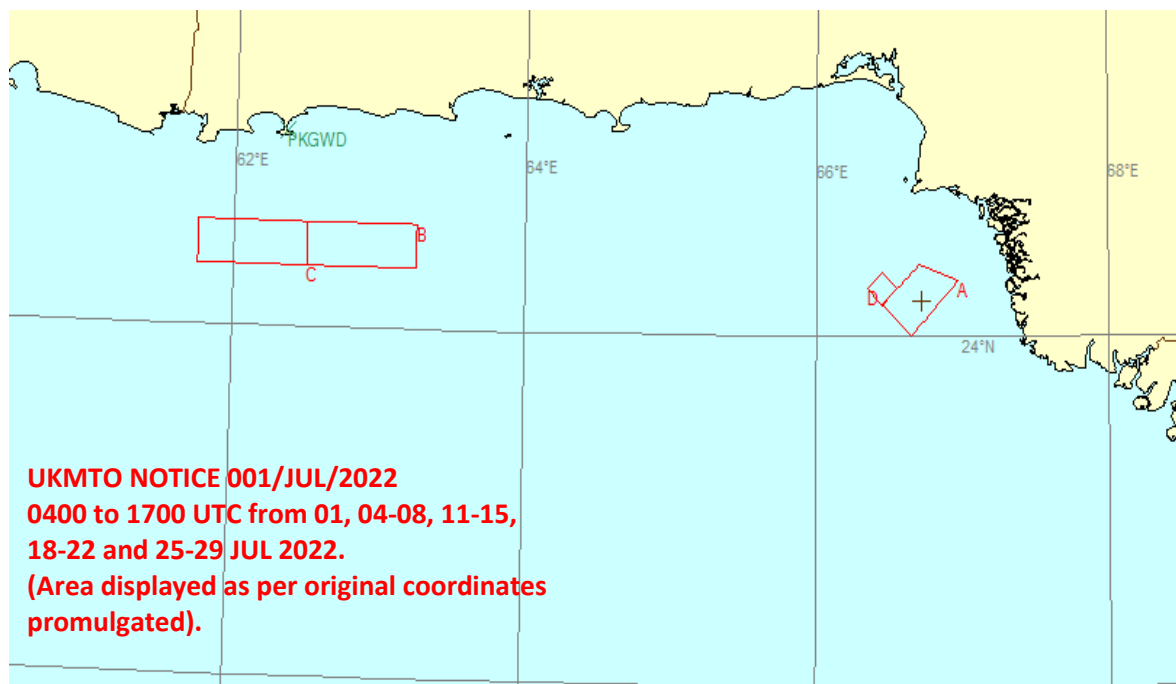 PKGWD
62°E
64°E
66°E
68°E
B
C
D
A
24°N
UKMTO NOTICE 001/JUL/2022
0400 to 1700 UTC from 01, 04-08, 11-15,
18-22 and 25-29 JUL 2022.
(Area displayed as per original coordinates
promulgated).